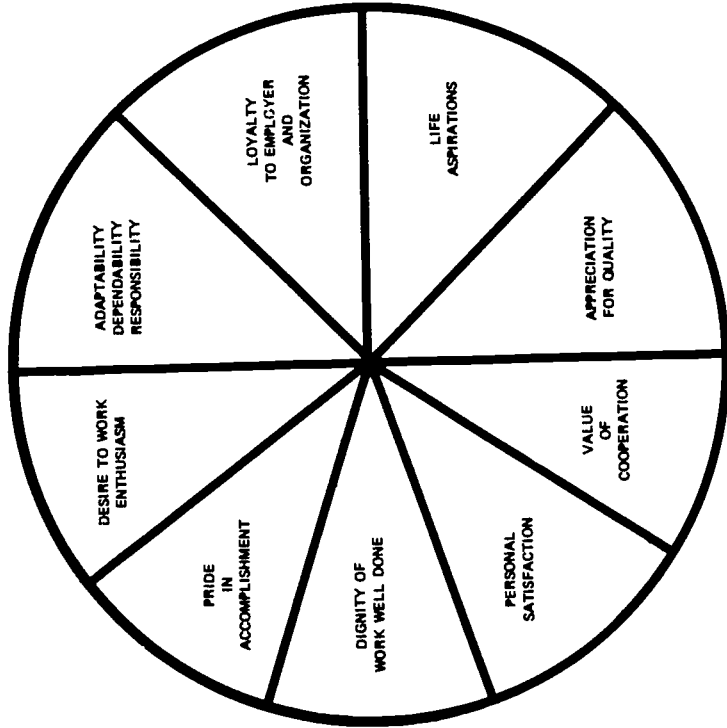 DIGNITY OF
WORK WELL DONE
PRIDE
IN
ACCOMPLISHMENT
DESIRE TO WORK
ENTHUSIASM
ADAPTABILITY
DEPENDABILITY
RESPONSIBILITY
LOYALTY
TO EMPLOYER
AND
ORGANIZATION
LIFE
ASPIRATIONS
APPRECIATION
FOR QUALITY
VALUE
OF
COOPERATION
PERSONAL
SATISFACTION